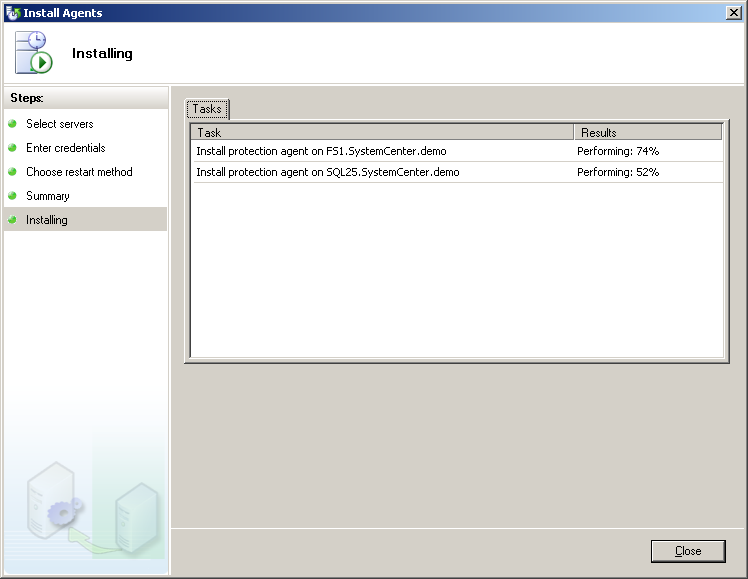 Install Agents
Installing
Steps:
Select servers
Enter credentials
Choose restart method
Summary
Installing
Tasks
Task Results
Install protection agent on FS1.SystemCenter.demo Performing: 74%
Install protection agent on SQL25.SystemCenter.demo Performing: 52%
Close